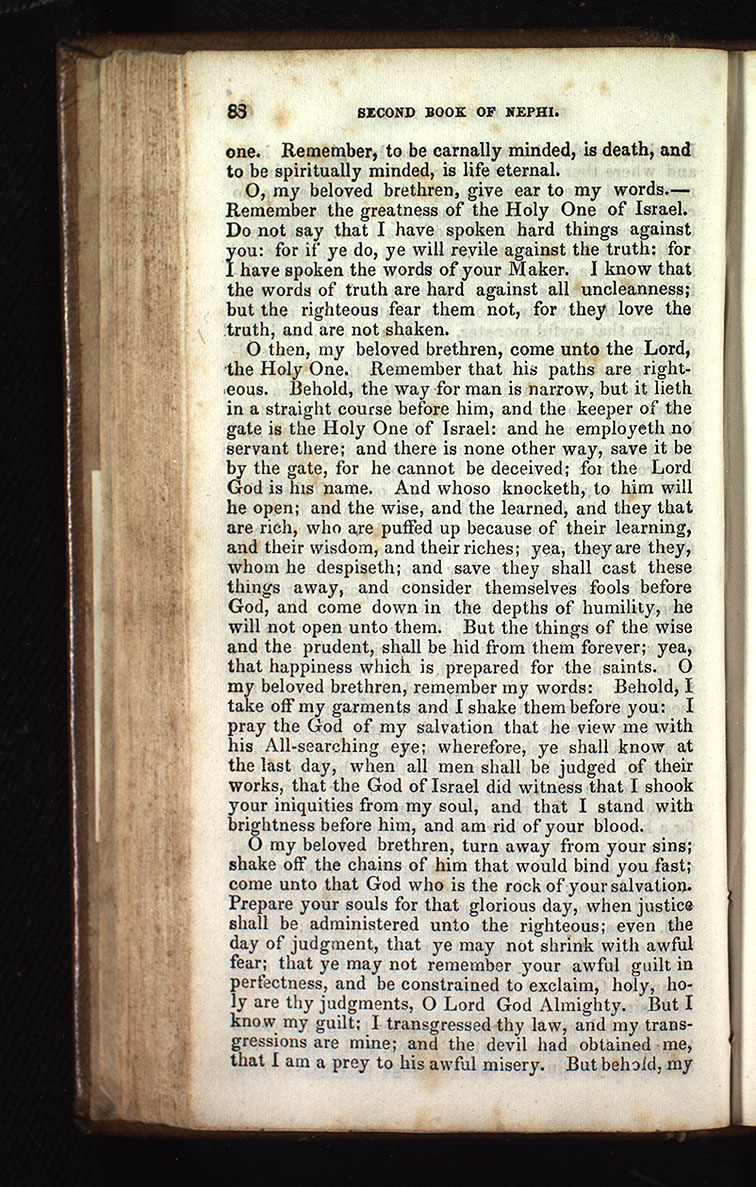 88 SECOND BOOK OF NEPHI.
one. Remember, to be carnally minded, is death, and
to be spiritually minded, is life eternal.
O, my beloved brethren, give ear to my words.—
Remember the greatness of the Holy One of Israel.
Do not say that I have spoken hard things against
you: for if ye do, ye will revile against the truth: for
I have spoken the words of your Maker. I know that
the words of truth are hard against all uncleanness;
but the righteous fear them not, for they love the
truth, and are not shaken.
O then, my beloved brethren, come unto the Lord,
the Holy One. Remember that his paths are right-
eous. Behold, the way for man is narrow, but it lieth
in a straight course before him, and the keeper of the
gate is the Holy One of Israel: and he employeth no
servant there; and there is none other way, save it be
by the gate, for he cannot be deceived; for the Lord
God is his name. And whoso knocketh, to him will
he open; and the wise, and the learned, and they that
are rich, who are puffed up because of their learning,
and their wisdom, and their riches; yea, they are they,
whom he despiseth; and save they shall cast these
things away, and consider themselves fools before
God, and come down in the depths of humility, he
will not open unto them. But the things of the wise
and the prudent, shall be hid from them forever; yea,
that happiness which is prepared for the saints. O
my beloved brethren, remember my words: Behold, I
take off my garments and I shake them before you: I
pray the God of my salvation that he view me with
his All-searching eye; wherefore, ye shall know at
the last day, when all men shall be judged of their
works, that the God of Israel did witness that I shook
your iniquities from my soul, and that I stand with
brightness before him, and am rid of your blood.
O my beloved brethren, turn away from your sins;
shake off the chains of him that would bind you fast;
come unto that God who is the rock of your salvation.
Prepare your souls for that glorious day, when justice
shall be administered unto the righteous; even the
day of judgment, that ye may not shrink with awful
fear; that ye may not remember your awful guilt in
perfectness, and be constrained to exclaim, holy, ho-
ly are thy judgments, O Lord God Almighty. But I
know my guilt; I transgressed thy law, and my trans-
gressions are mine; and the devil had obtained me,
that I am a prey to his awful misery. But behold, my